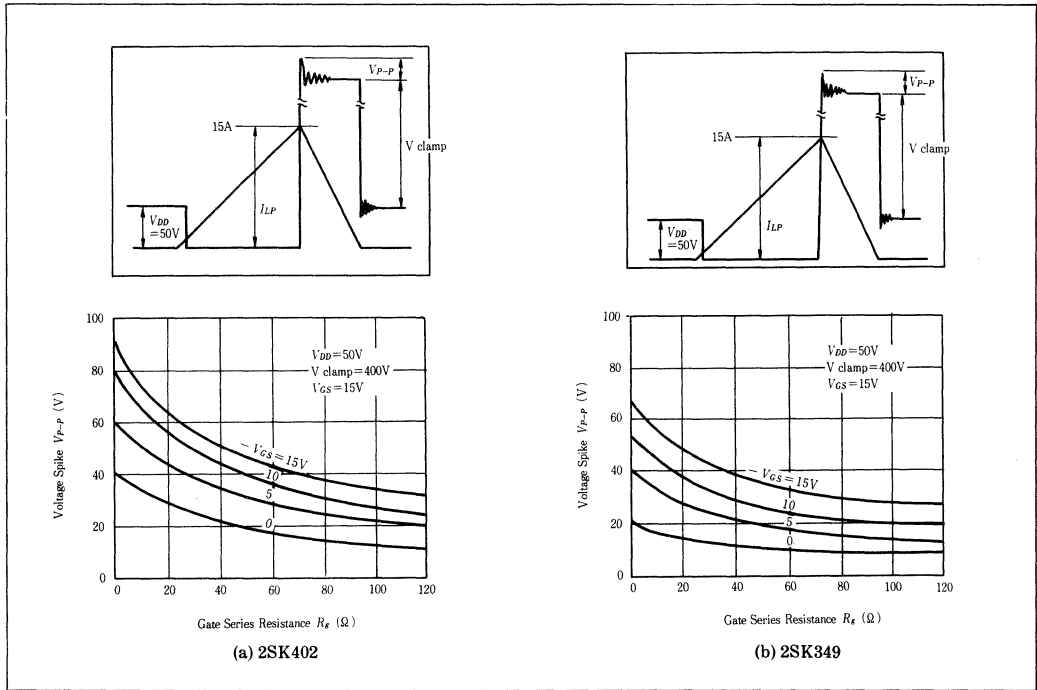 V_P-P
15A
V clamp
I_LP
V_DD
=50V
V_P-P
15A
V clamp
I_LP
V_DD
=50V
Voltage Spike V_P-P (V)
100
80
60
40
20
0
V_DD=50V
V clamp=400V
V_GS=15V
-V_GS=15V
10
5
0
0 20 40 60 80 100 120
Gate Series Resistance R_g (Ω)
(a) 2SK402
Voltage Spike V_P-P (V)
100
80
60
40
20
0
V_DD=50V
V clamp=400V
V_GS=15V
-V_GS=15V
10
5
0
0 20 40 60 80 100 120
Gate Series Resistance R_g (Ω)
(b) 2SK349